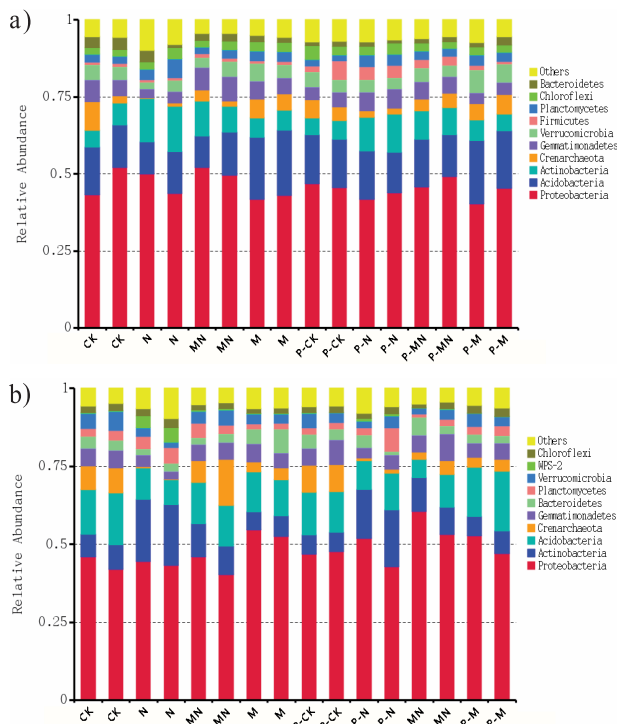 a)
1
0.75
0.5
0.25
0
Relative Abundance
CK CK N N MN MN M M P-CK P-CK P-N P-N P-MN P-MN P-M P-M
Others
Bacteroidetes
Chloroflexi
Planctomycetes
Firmicutes
Verrucomicrobia
Gemmatimonadetes
Crenarchaeota
Actinobacteria
Acidobacteria
Proteobacteria
b)
1
0.75
0.5
0.25
0
Relative Abundance
CK CK N N MN MN M M P-CK P-CK P-N P-N P-MN P-MN P-M P-M
Others
Chloroflexi
WPS-2
Verrucomicrobia
Planctomycetes
Bacteroidetes
Gemmatimonadetes
Crenarchaeota
Acidobacteria
Actinobacteria
Proteobacteria